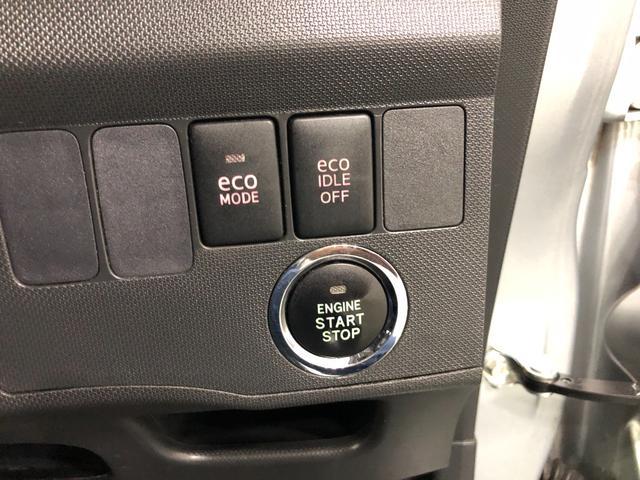 eco
MODE
eco
IDLE
OFF
ENGINE
START
STOP